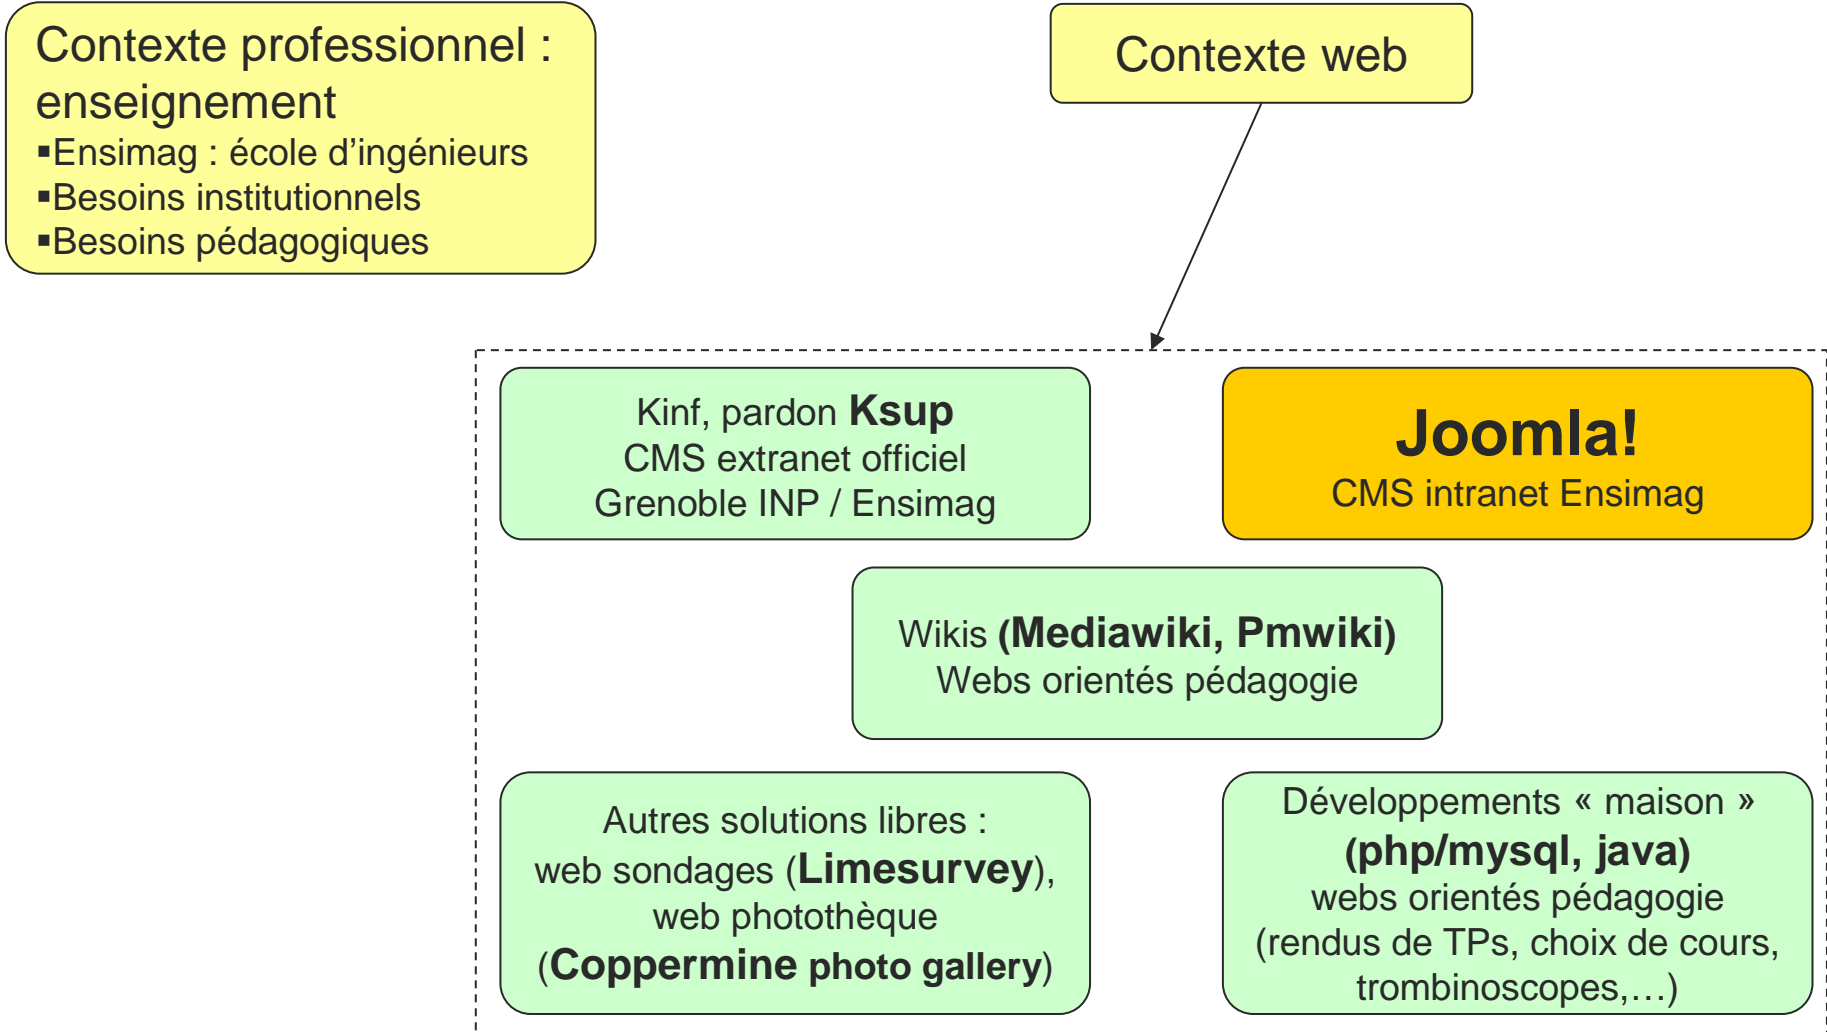 Contexte professionnel :
enseignement
▪Ensimag : école d’ingénieurs
▪Besoins institutionnels
▪Besoins pédagogiques
Contexte web
Kinf, pardon Ksup
CMS extranet officiel
Grenoble INP / Ensimag
Joomla!
CMS intranet Ensimag
Wikis (Mediawiki, Pmwiki)
Webs orientés pédagogie
Autres solutions libres :
web sondages (Limesurvey),
web photothèque
(Coppermine photo gallery)
Développements « maison »
(php/mysql, java)
webs orientés pédagogie
(rendus de TPs, choix de cours,
trombinoscopes,…)